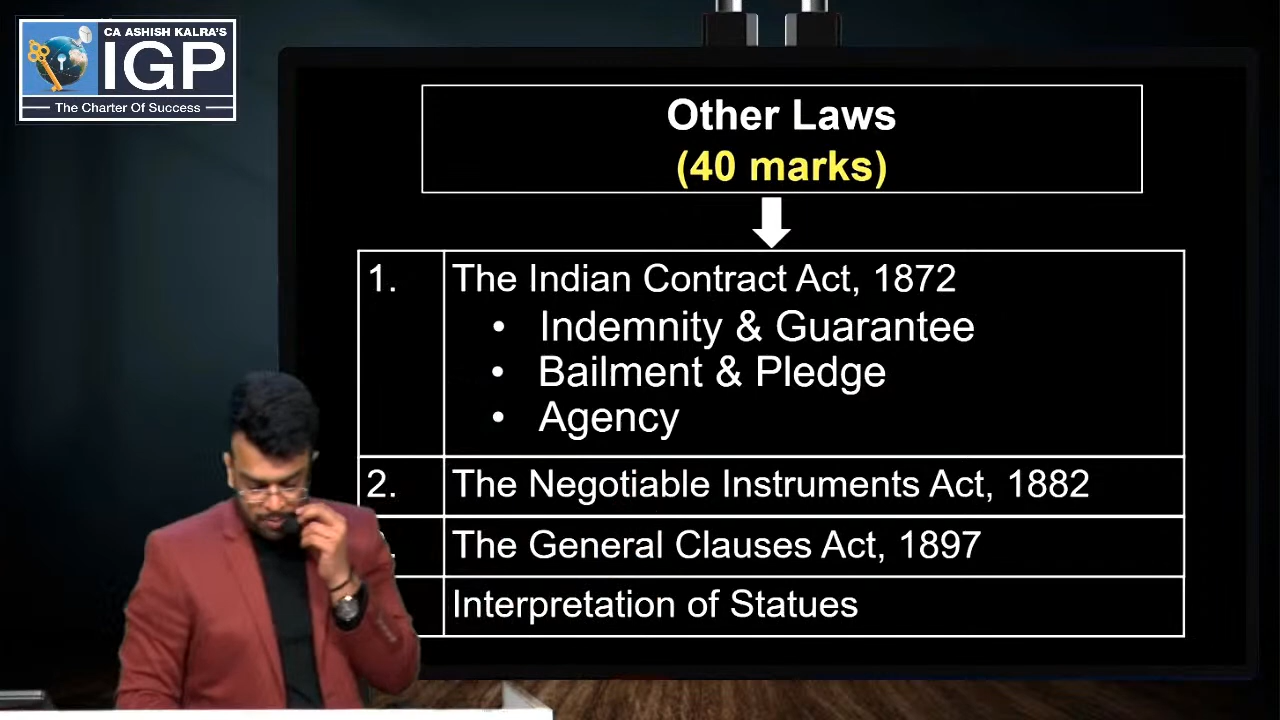 CA ASHISH KALRA'S
IGP
The Charter Of Success
Other Laws
(40 marks)
1. The Indian Contract Act, 1872
• Indemnity & Guarantee
• Bailment & Pledge
• Agency
2. The Negotiable Instruments Act, 1882
The General Clauses Act, 1897
Interpretation of Statues